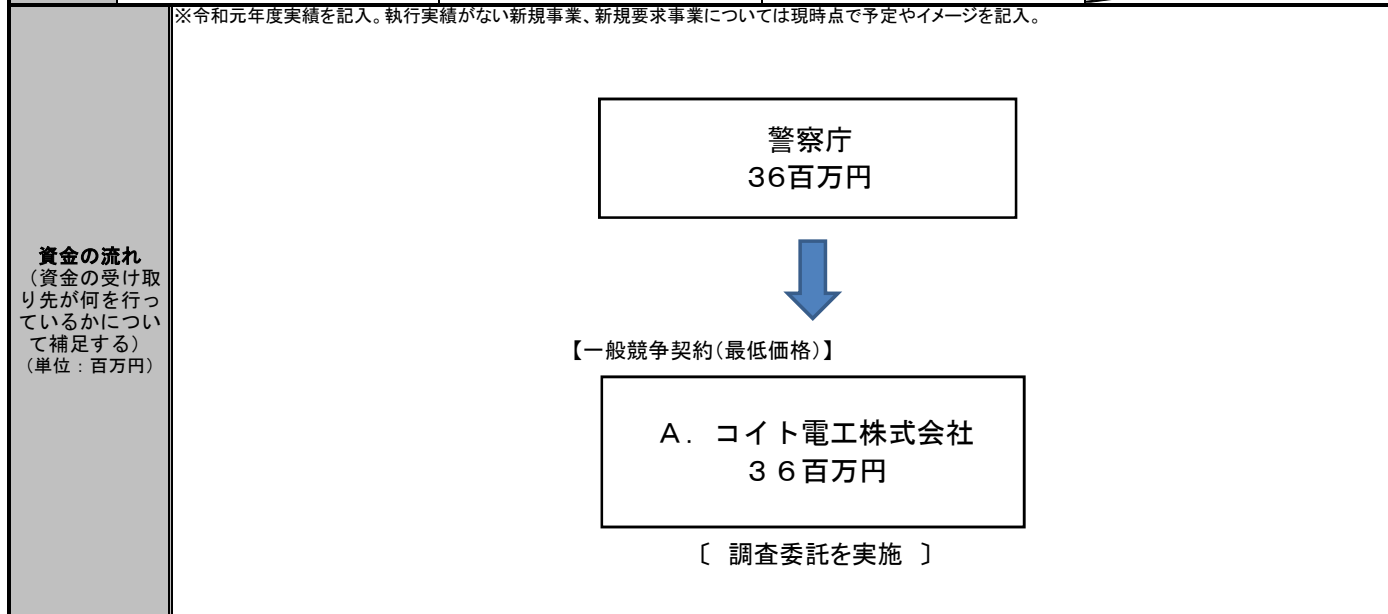 ※令和元年度実績を記入。執行実績がない新規事業、新規要求事業については現時点で予定やイメージを記入。
資金の流れ
(資金の受け取
り先が何を行っ
ているかについ
て補足する)
(単位:百万円)
警察庁
36百万円
【一般競争契約(最低価格)】
A．コイト電工株式会社
３６百万円
〔 調査委託を実施 〕